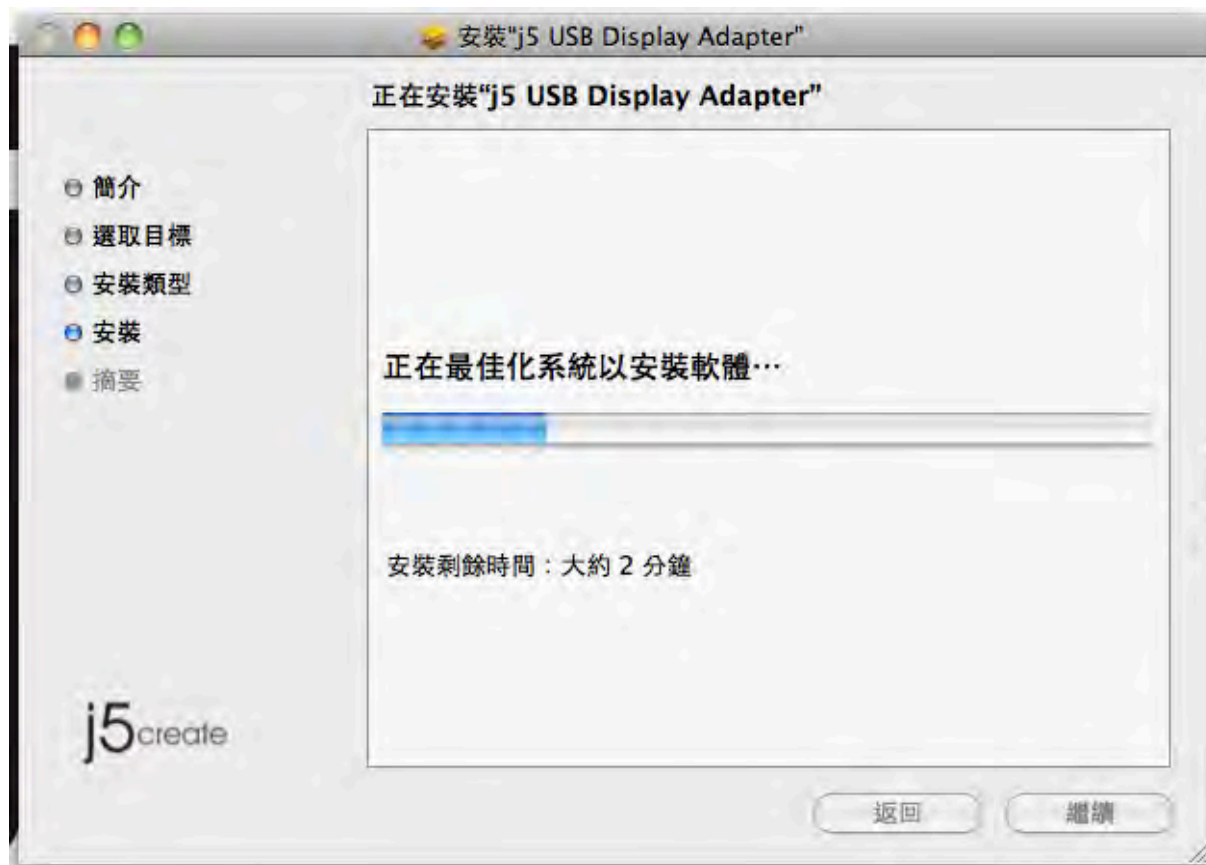 安裝"j5 USB Display Adapter"
正在安裝“j5 USB Display Adapter”
簡介
選取目標
安裝類型
安裝
摘要
正在最佳化系統以安裝軟體⋯
安裝剩餘時間：大約 2 分鐘
j5create
返回
繼續